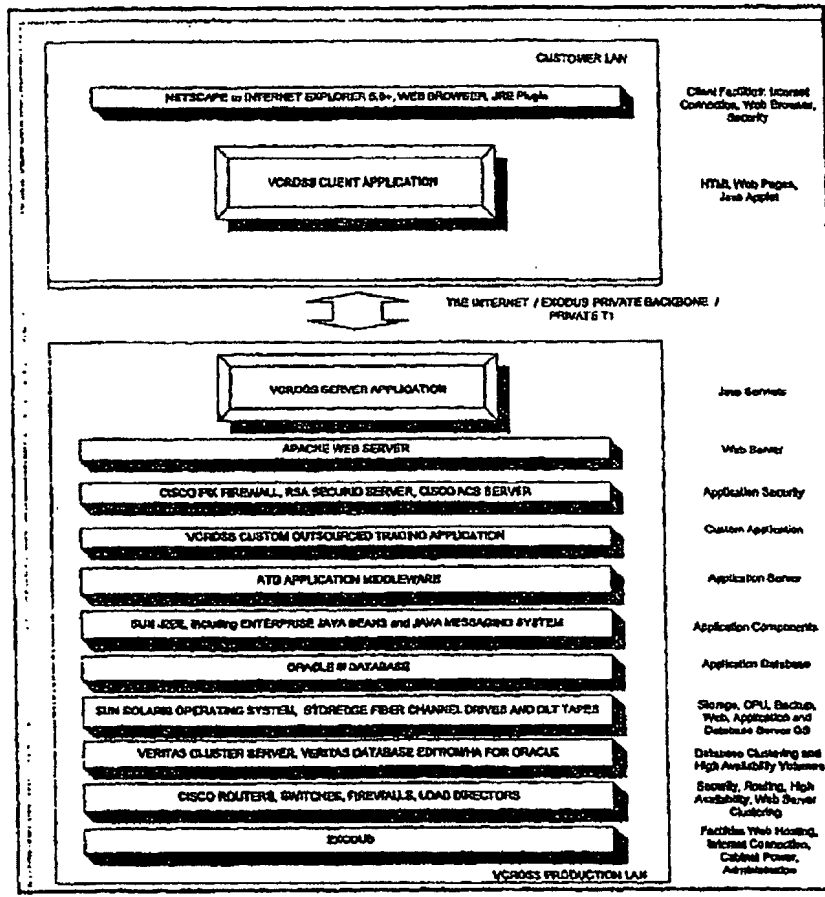 CUSTOMER LAN
NETSCAPE or INTERNET EXPLORER 5.0+, WEB BROWSER, JRE Plugin
Client Facilities: Internet
Connection, Web Browser,
Security
VCROSS CLIENT APPLICATION
HTML, Web Pages,
Java Applet
THE INTERNET / EXODUS PRIVATE BACKBONE /
PRIVATE T1
VCROSS SERVER APPLICATION
Java Servlets
APACHE WEB SERVER
Web Server
CISCO PIX FIREWALL, RSA SECURID SERVER, CISCO ACS SERVER
Application Security
VCROSS CUSTOM OUTSOURCED TRADING APPLICATION
Custom Application
ATG APPLICATION MIDDLEWARE
Application Server
SUN J2EE, including ENTERPRISE JAVA BEANS and JAVA MESSAGING SYSTEM
Application Components
ORACLE DATABASE
Application Database
SUN SOLARIS OPERATING SYSTEM, STOREDGE FIBER CHANNEL DRIVES AND DLT TAPES
Storage, CPU, Backup,
Web, Application and
Database Server OS
VERITAS CLUSTER SERVER, VERITAS DATABASE EDITION/HA FOR ORACLE
Database Clustering and
High Availability Volumes
CISCO ROUTERS, SWITCHES, FIREWALLS, LOAD DIRECTORS
Security, Routing, High
Availability, Web Server
Clustering
EXODUS
Facilities Web Hosting,
Internet Connection,
Cabinet Power,
Administration
VCROSS PRODUCTION LAN